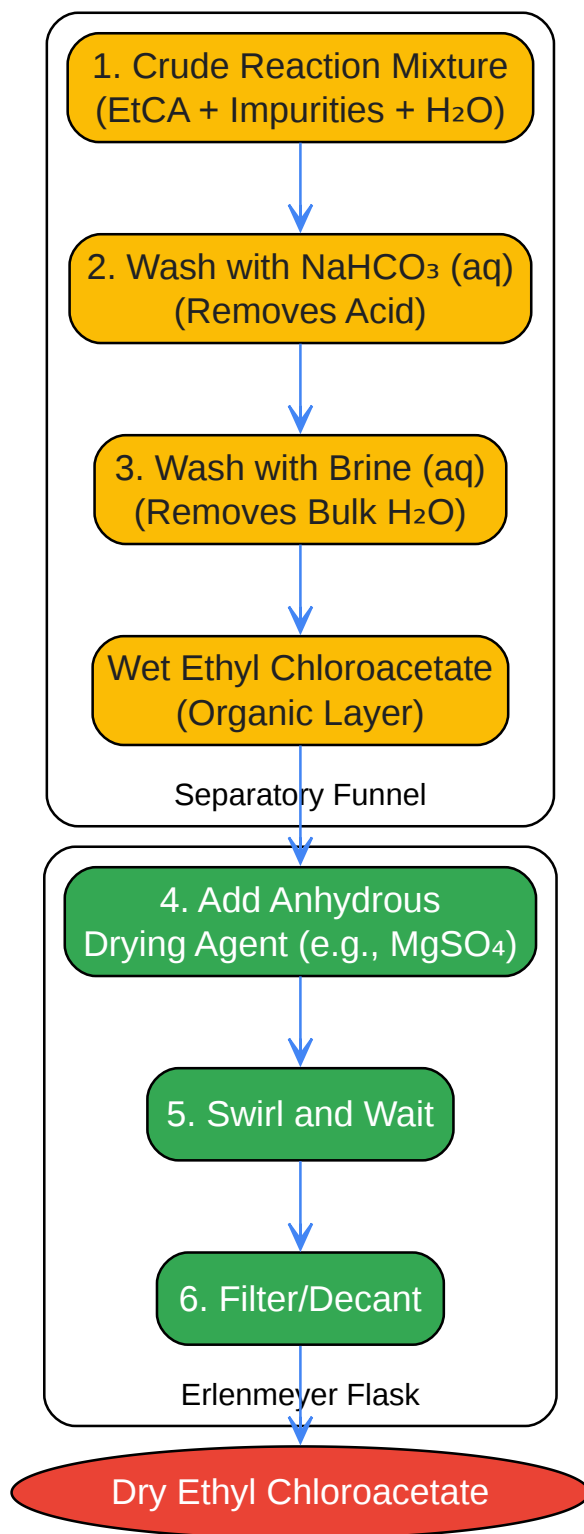 1. Crude Reaction Mixture
(EtCA + Impurities + H₂O)
2. Wash with NaHCO₃ (aq)
(Removes Acid)
3. Wash with Brine (aq)
(Removes Bulk H₂O)
Wet Ethyl Chloroacetate
(Organic Layer)
Separatory Funnel
4. Add Anhydrous
Drying Agent (e.g., MgSO₄)
5. Swirl and Wait
6. Filter/Decant
Erlenmeyer Flask
Dry Ethyl Chloroacetate